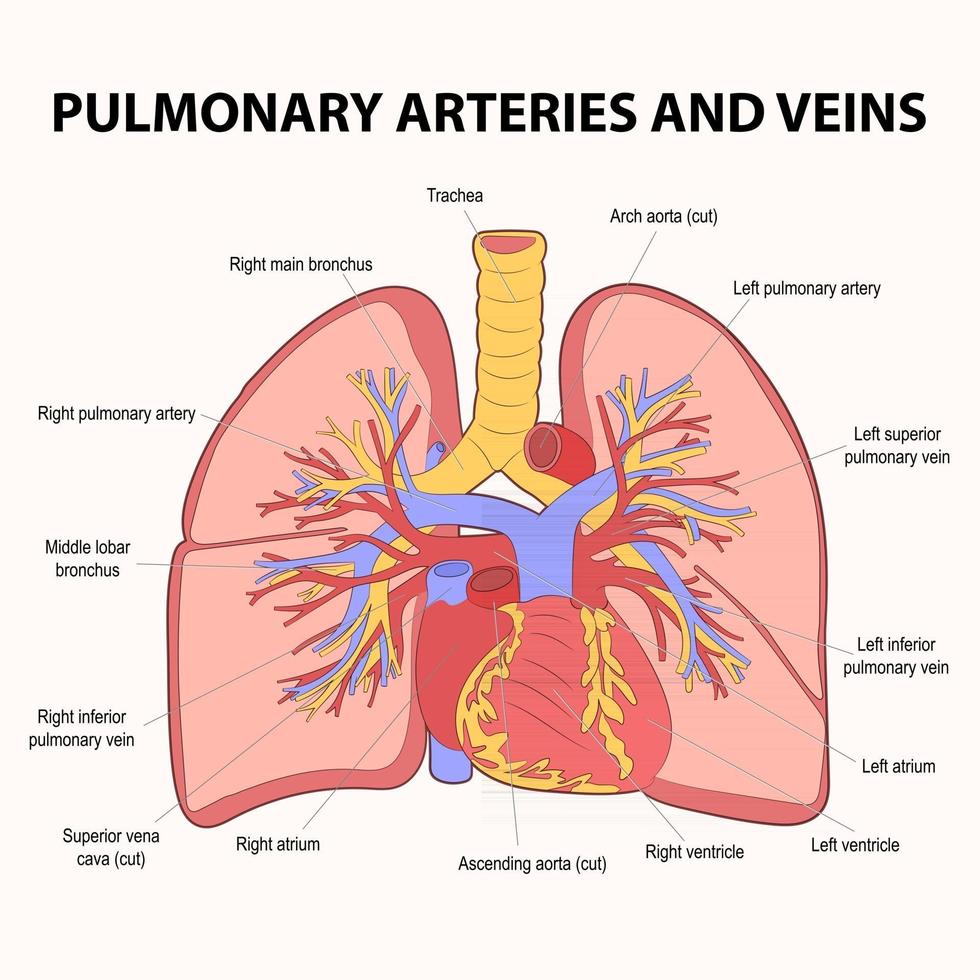 PULMONARY ARTERIES AND VEINS
Trachea
Arch aorta (cut)
Right main bronchus
Left pulmonary artery
Right pulmonary artery
Left superior
pulmonary vein
Middle lobar
bronchus
Left inferior
pulmonary vein
Right inferior
pulmonary vein
Left atrium
Superior vena
cava (cut)
Right atrium
Ascending aorta (cut)
Right ventricle
Left ventricle